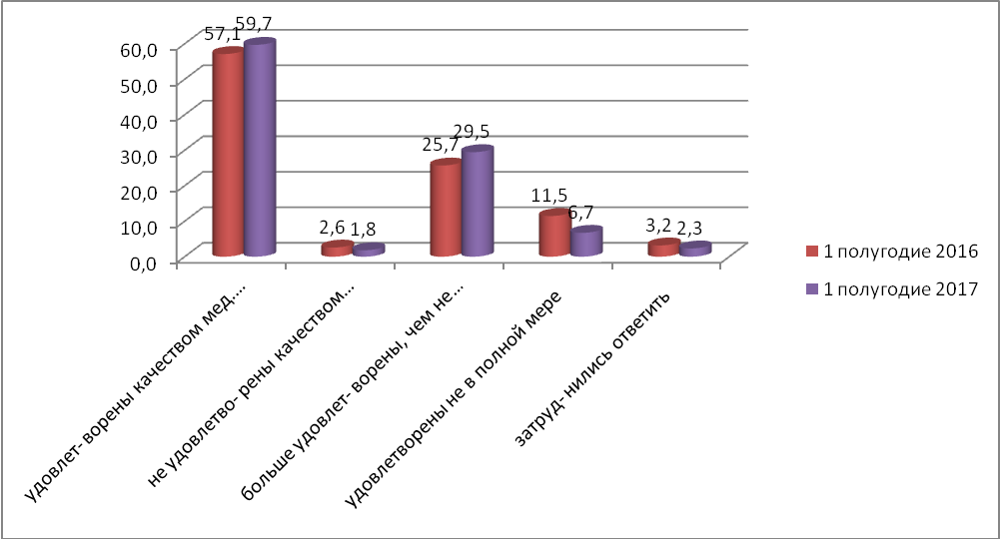 57,1
59,7
2,6
1,8
25,7
29,5
11,5
6,7
3,2
2,3
60,0
50,0
40,0
30,0
20,0
10,0
0,0
удовлет- ворены качеством мед....
не удовлетво- рены качеством...
больше удовлет- ворены, чем не...
удовлетворены не в полной мере
затруд- нились ответить
1 полугодие 2016
1 полугодие 2017